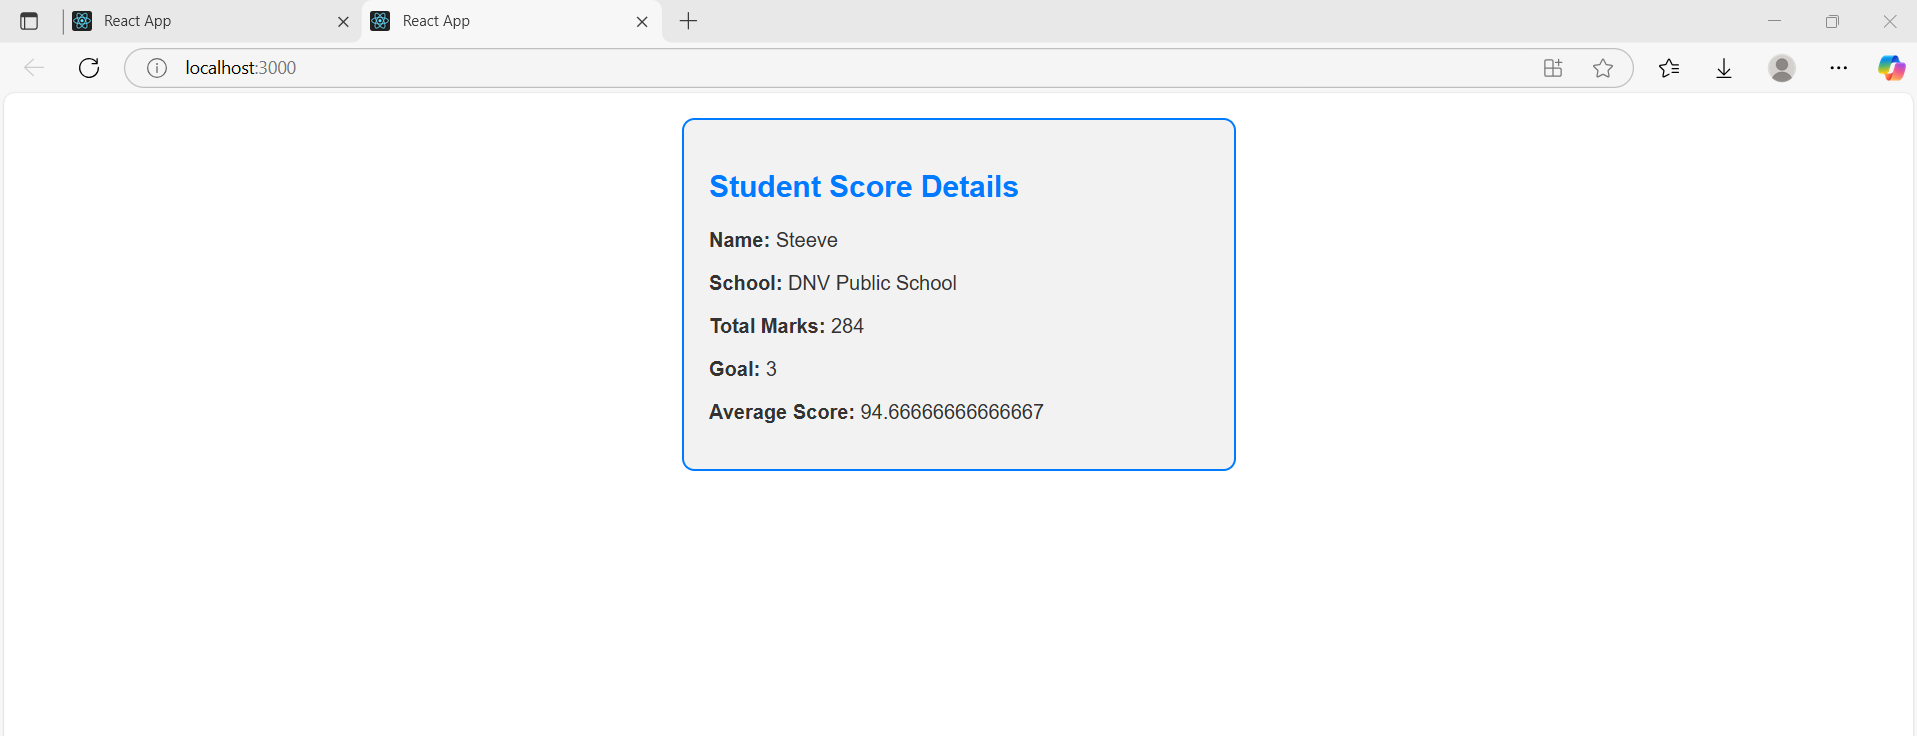 React App
React App
localhost:3000
Student Score Details
Name: Steeve
School: DNV Public School
Total Marks: 284
Goal: 3
Average Score: 94.66666666666667